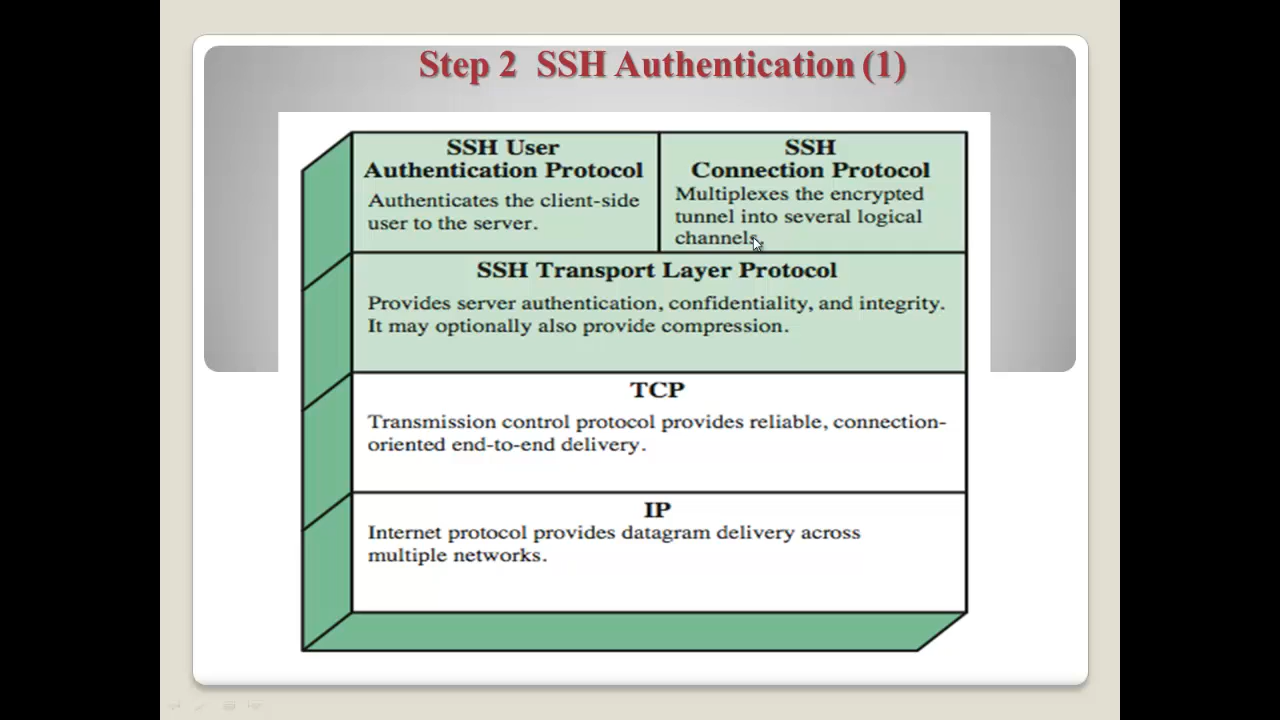 Step 2 SSH Authentication (1)
SSH User
Authentication Protocol
Authenticates the client-side
user to the server.
SSH
Connection Protocol
Multiplexes the encrypted
tunnel into several logical
channels.
SSH Transport Layer Protocol
Provides server authentication, confidentiality, and integrity.
It may optionally also provide compression.
TCP
Transmission control protocol provides reliable, connection-
oriented end-to-end delivery.
IP
Internet protocol provides datagram delivery across
multiple networks.